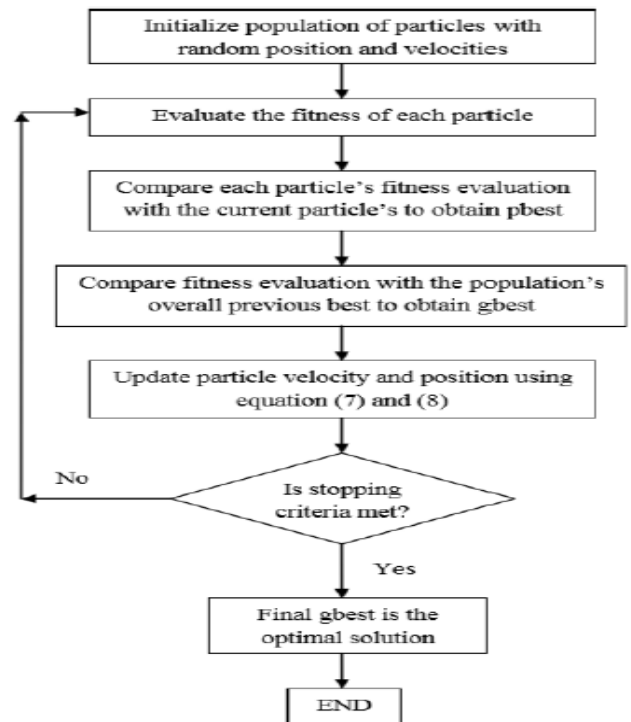 Initialize population of particles with
random position and velocities
Evaluate the fitness of each particle
Compare each particle's fitness evaluation
with the current particle's to obtain pbest
Compare fitness evaluation with the population's
overall previous best to obtain gbest
Update particle velocity and position using
equation (7) and (8)
No
Is stopping
criteria met?
Yes
Final gbest is the
optimal solution
END